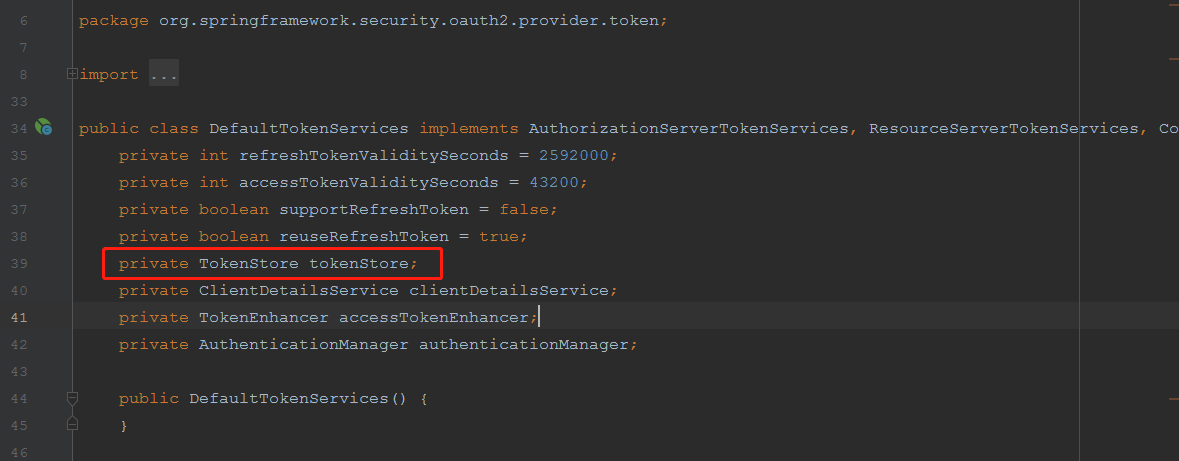 6 package org.springframework.security.oauth2.provider.token;
7
8 import ...
33
34 public class DefaultTokenServices implements AuthorizationServerTokenServices, ResourceServerTokenServices, Co
35 private int refreshTokenValiditySeconds = 2592000;
36 private int accessTokenValiditySeconds = 43200;
37 private boolean supportRefreshToken = false;
38 private boolean reuseRefreshToken = true;
39 private TokenStore tokenStore;
40 private ClientDetailsService clientDetailsService;
41 private TokenEnhancer accessTokenEnhancer;
42 private AuthenticationManager authenticationManager;
43
44 public DefaultTokenServices() {
45 }
46